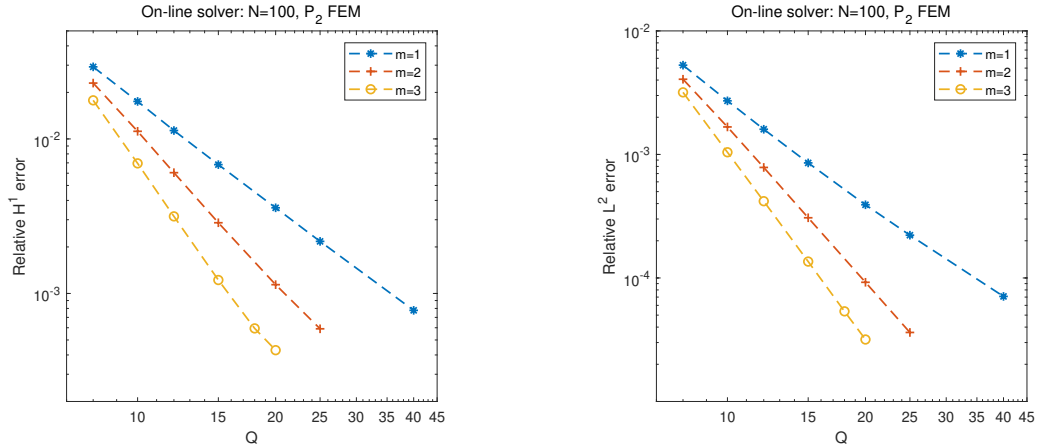 On-line solver: N=100, P2 FEM
m=1
m=2
m=3
10^-2
10^-3
Relative H^1 error
10 15 20 25 30 35 40 45
Q
On-line solver: N=100, P2 FEM
m=1
m=2
m=3
10^-2
10^-3
10^-4
Relative L^2 error
10 15 20 25 30 35 40 45
Q